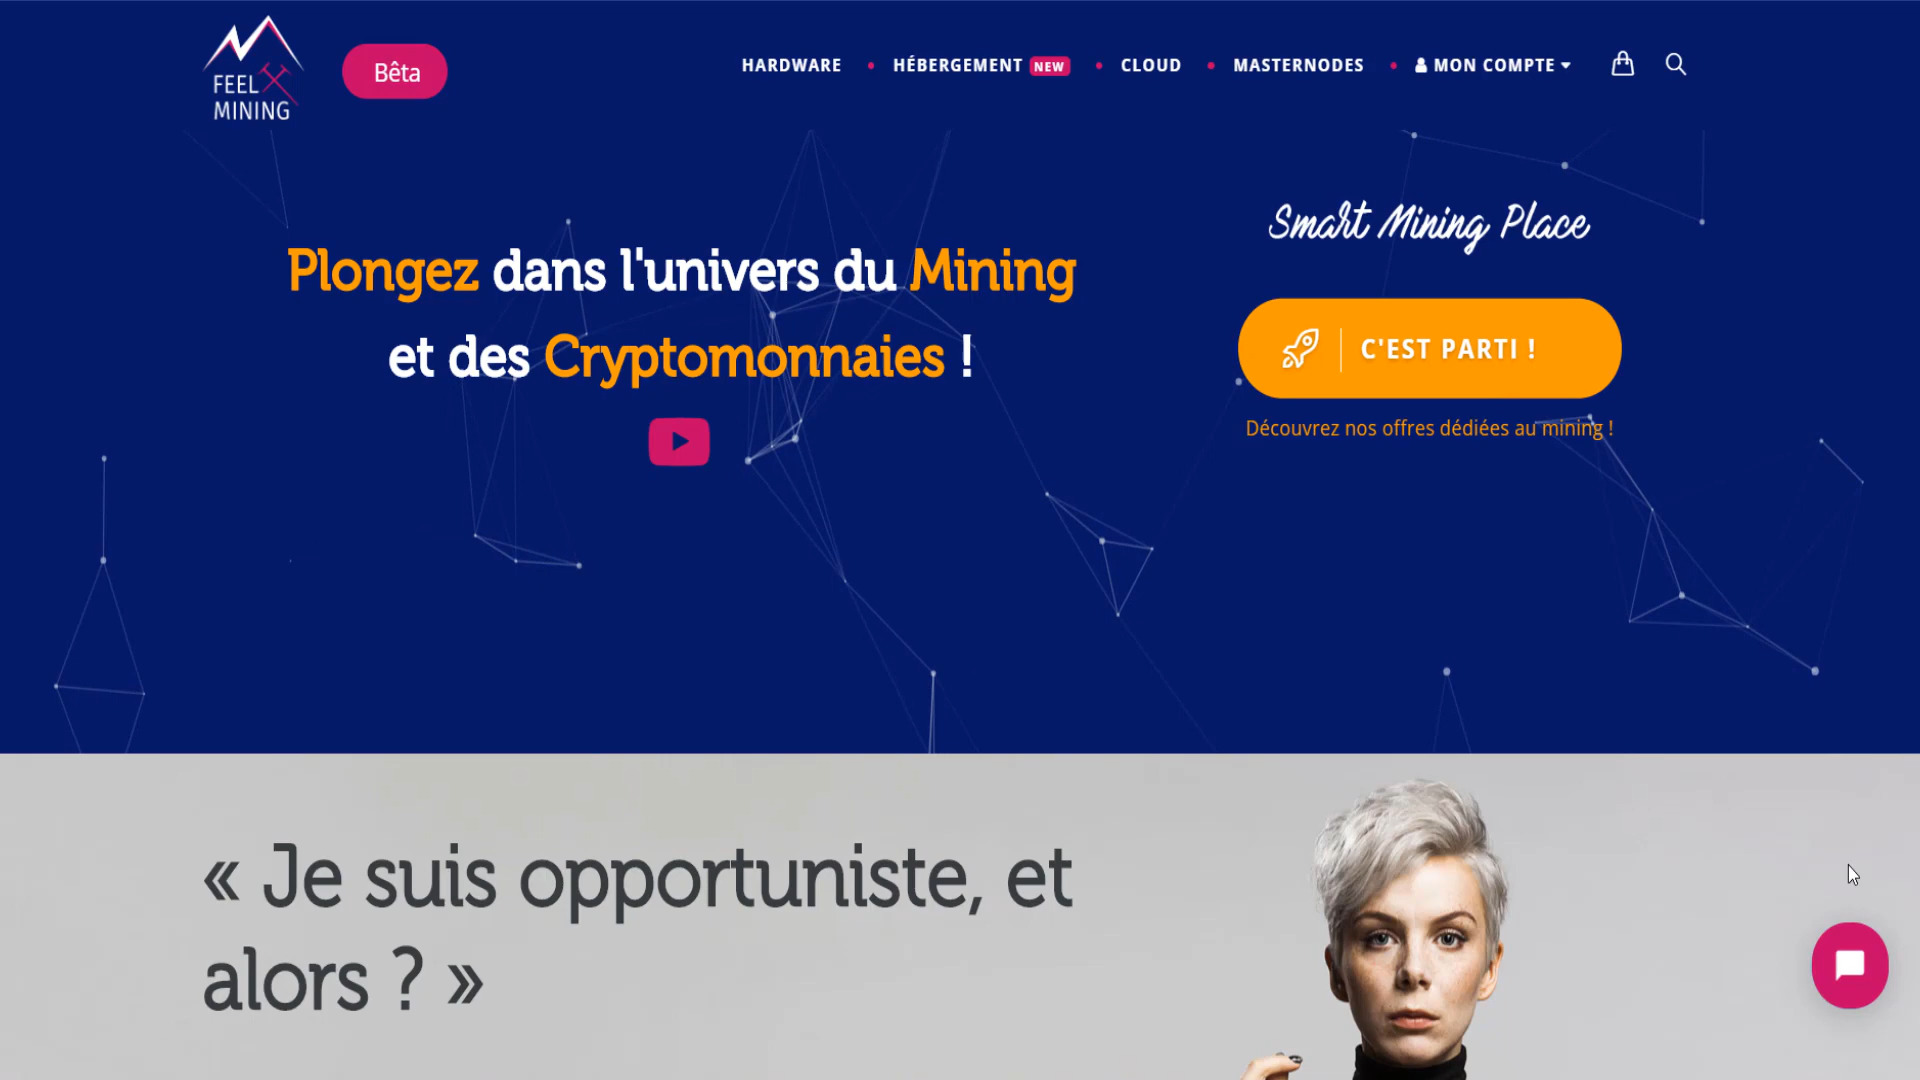 FEEL
MINING
Bêta
HARDWARE
HÉBERGEMENT NEW
CLOUD
MASTERNODES
MON COMPTE
Plongez dans l'univers du Mining
et des Cryptomonnaies !
Smart Mining Place
C'EST PARTI !
Découvrez nos offres dédiées au mining !
« Je suis opportuniste, et
alors ? »